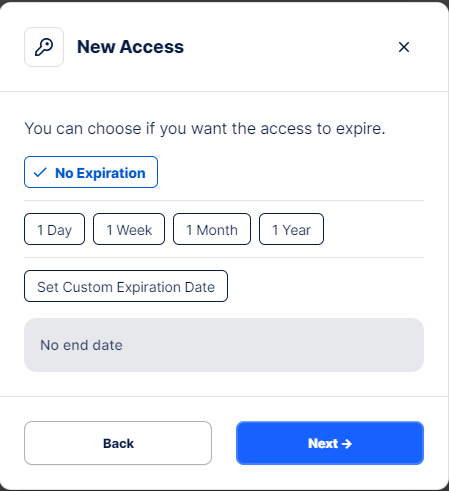 New Access
You can choose if you want the access to expire.
No Expiration
1 Day 1 Week 1 Month 1 Year
Set Custom Expiration Date
No end date
Back Next →